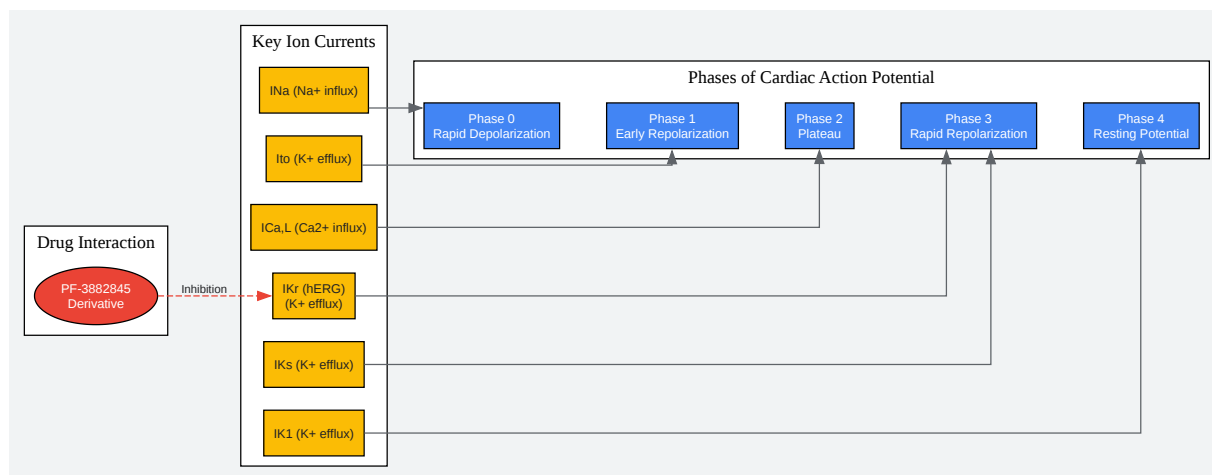 Key Ion Currents
INa (Na+ influx)
Ito (K+ efflux)
ICa,L (Ca2+ influx)
IKr (hERG)
(K+ efflux)
IKs (K+ efflux)
IK1 (K+ efflux)
Phases of Cardiac Action Potential
Phase 0
Rapid Depolarization
Phase 1
Early Repolarization
Phase 2
Plateau
Phase 3
Rapid Repolarization
Phase 4
Resting Potential
Drug Interaction
PF-3882845
Derivative
Inhibition